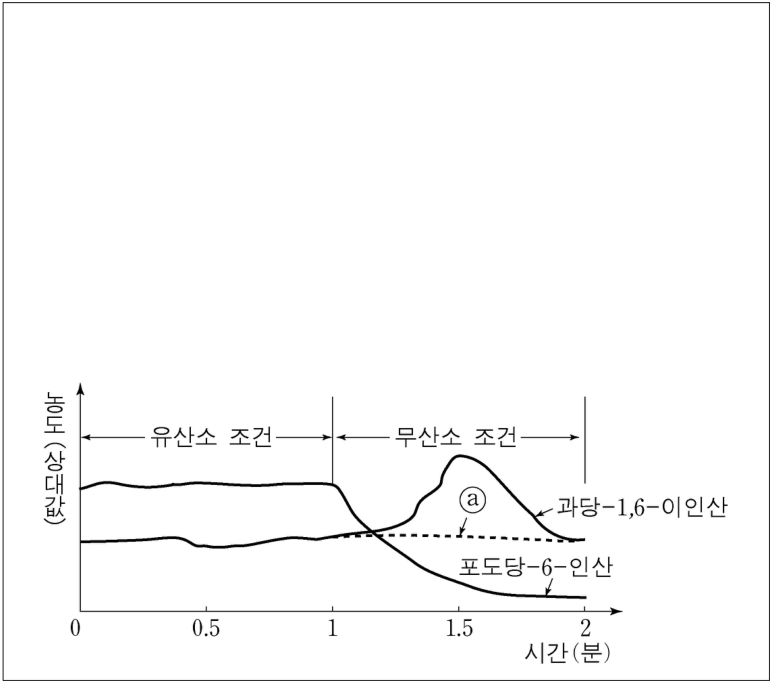 농도(상대값)
유산소 조건
무산소 조건
ⓐ
과당-1,6-이인산
포도당-6-인산
0 0.5 1 1.5 2
시간(분)